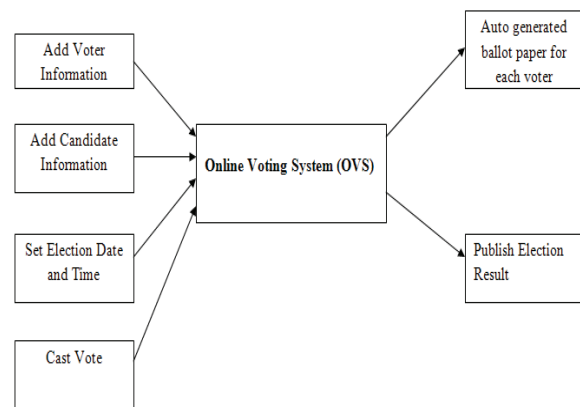 Add Voter
Information
Add Candidate
Information
Set Election Date
and Time
Cast Vote
Online Voting System (OVS)
Auto generated
ballot paper for
each voter
Publish Election
Result